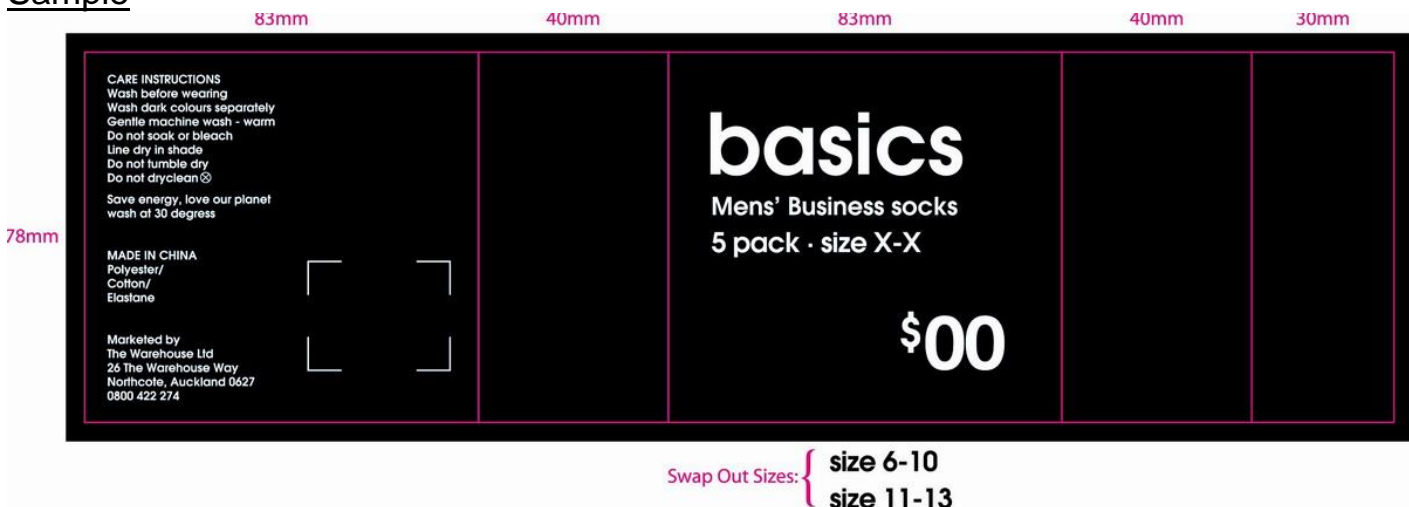 Sample
83mm 40mm 83mm 40mm 30mm
78mm
CARE INSTRUCTIONS
Wash before wearing
Wash dark colours separately
Gentle machine wash - warm
Do not soak or bleach
Line dry in shade
Do not tumble dry
Do not dryclean
Save energy, love our planet
wash at 30 degress
MADE IN CHINA
Polyester/
Cotton/
Elastane
Marketed by
The Warehouse Ltd
26 The Warehouse Way
Northcote, Auckland 0627
0800 422 274
basics
Mens' Business socks
5 pack · size X-X
$00
Swap Out Sizes:
size 6-10
size 11-13